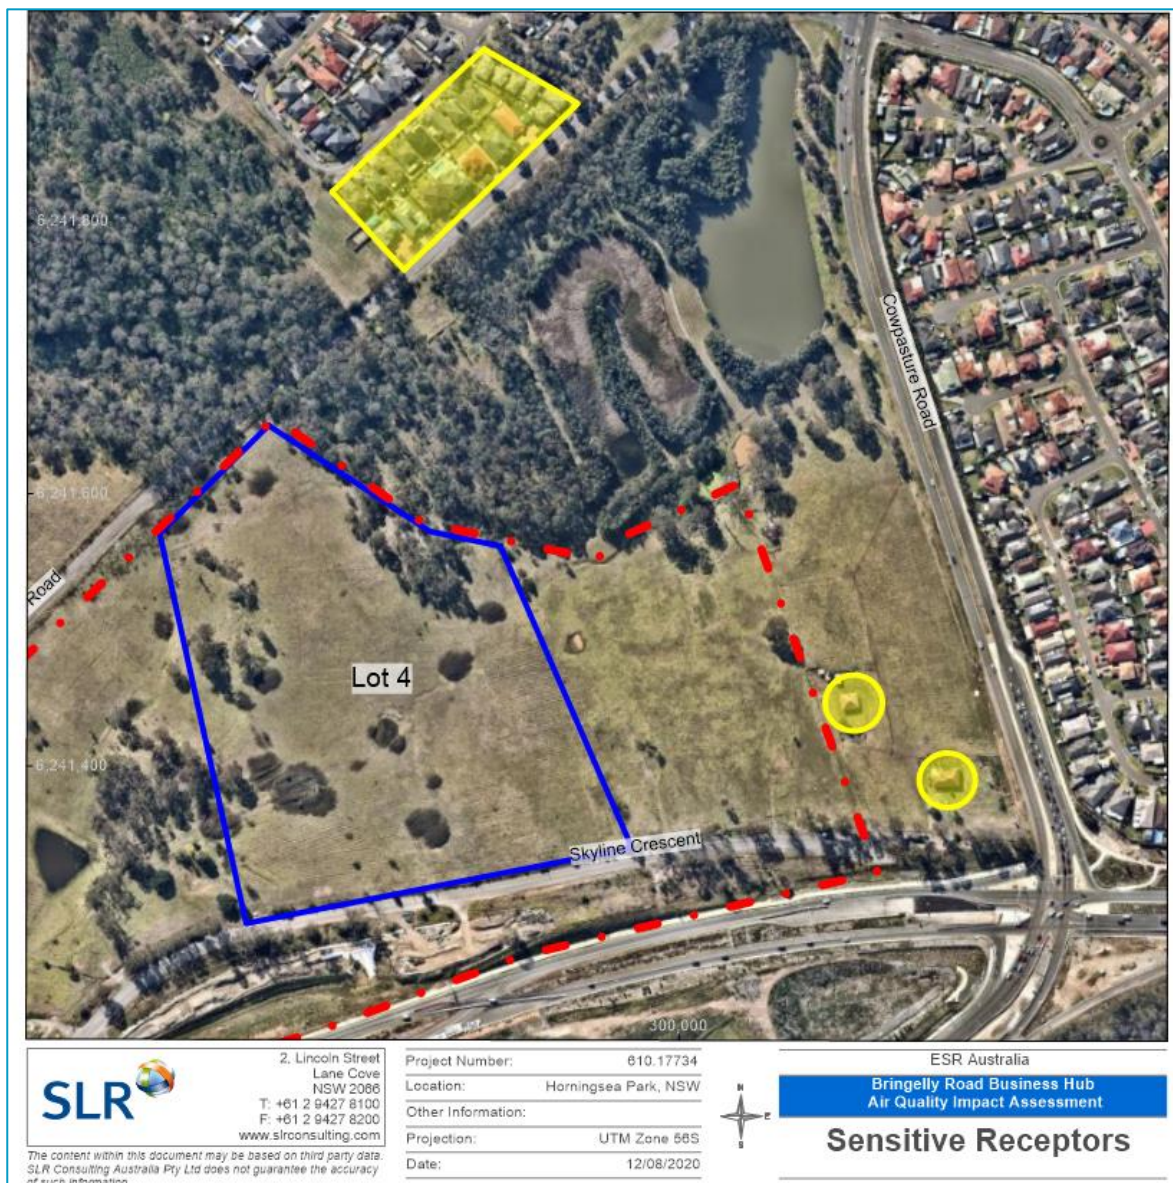 6,241,800
Cowpasture Road
6,241,600
Road
Lot 4
6,241,400
Skyline Crescent
300,000
SLR
2, Lincoln Street
Lane Cove
NSW 2066
T: +61 2 9427 8100
F: +61 2 9427 8200
www.slrconsulting.com
The content within this document may be based on third party data.
SLR Consulting Australia Pty Ltd does not guarantee the accuracy
of such information.
Project Number: 610.17734
Location: Horningsea Park, NSW
Other Information:
Projection: UTM Zone 56S
Date: 12/08/2020
N
E
S
ESR Australia
Bringelly Road Business Hub
Air Quality Impact Assessment
Sensitive Receptors